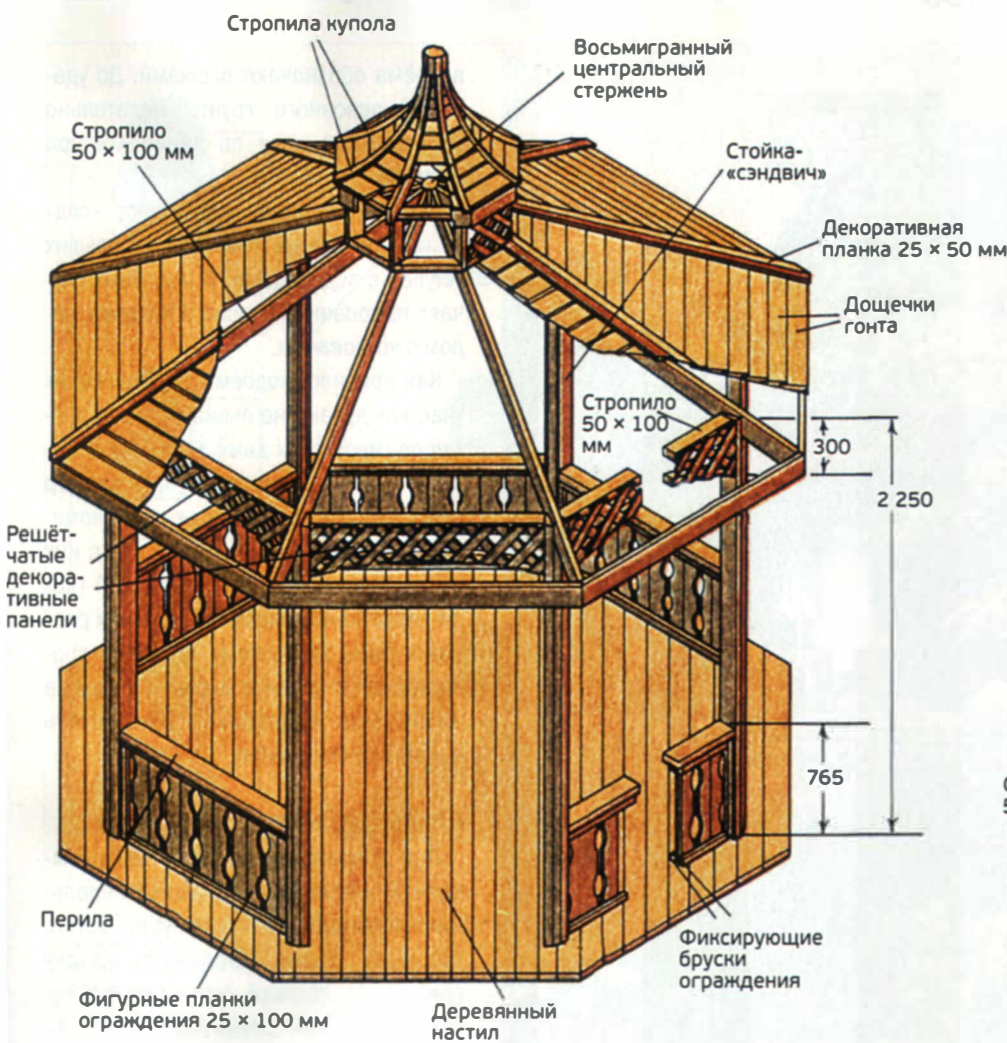 Стропила купола
Восьмигранный
центральный
стержень
Стропило
50 × 100 мм
Стойка-
«сэндвич»
Декоративная
планка 25 × 50 мм
Дощечки
гонта
Стропило
50 × 100
мм
300
2 250
Решёт-
чатые
декора-
тивные
панели
765
Перила
Фиксирующие
бруски
ограждения
Фигурные планки
ограждения 25 × 100 мм
Деревянный
настил